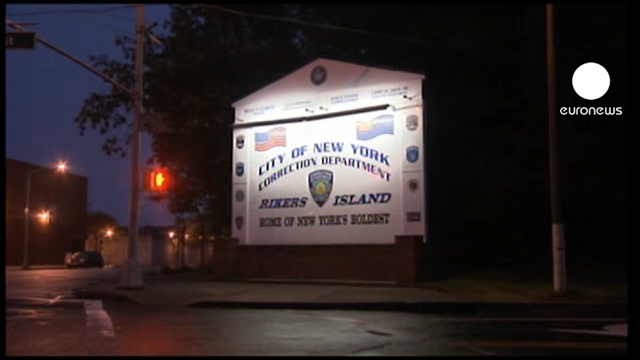 euronews
CITY OF NEW YORK
CORRECTION DEPARTMENT
RIKERS ISLAND
HOME OF NEW YORK'S BOLDEST